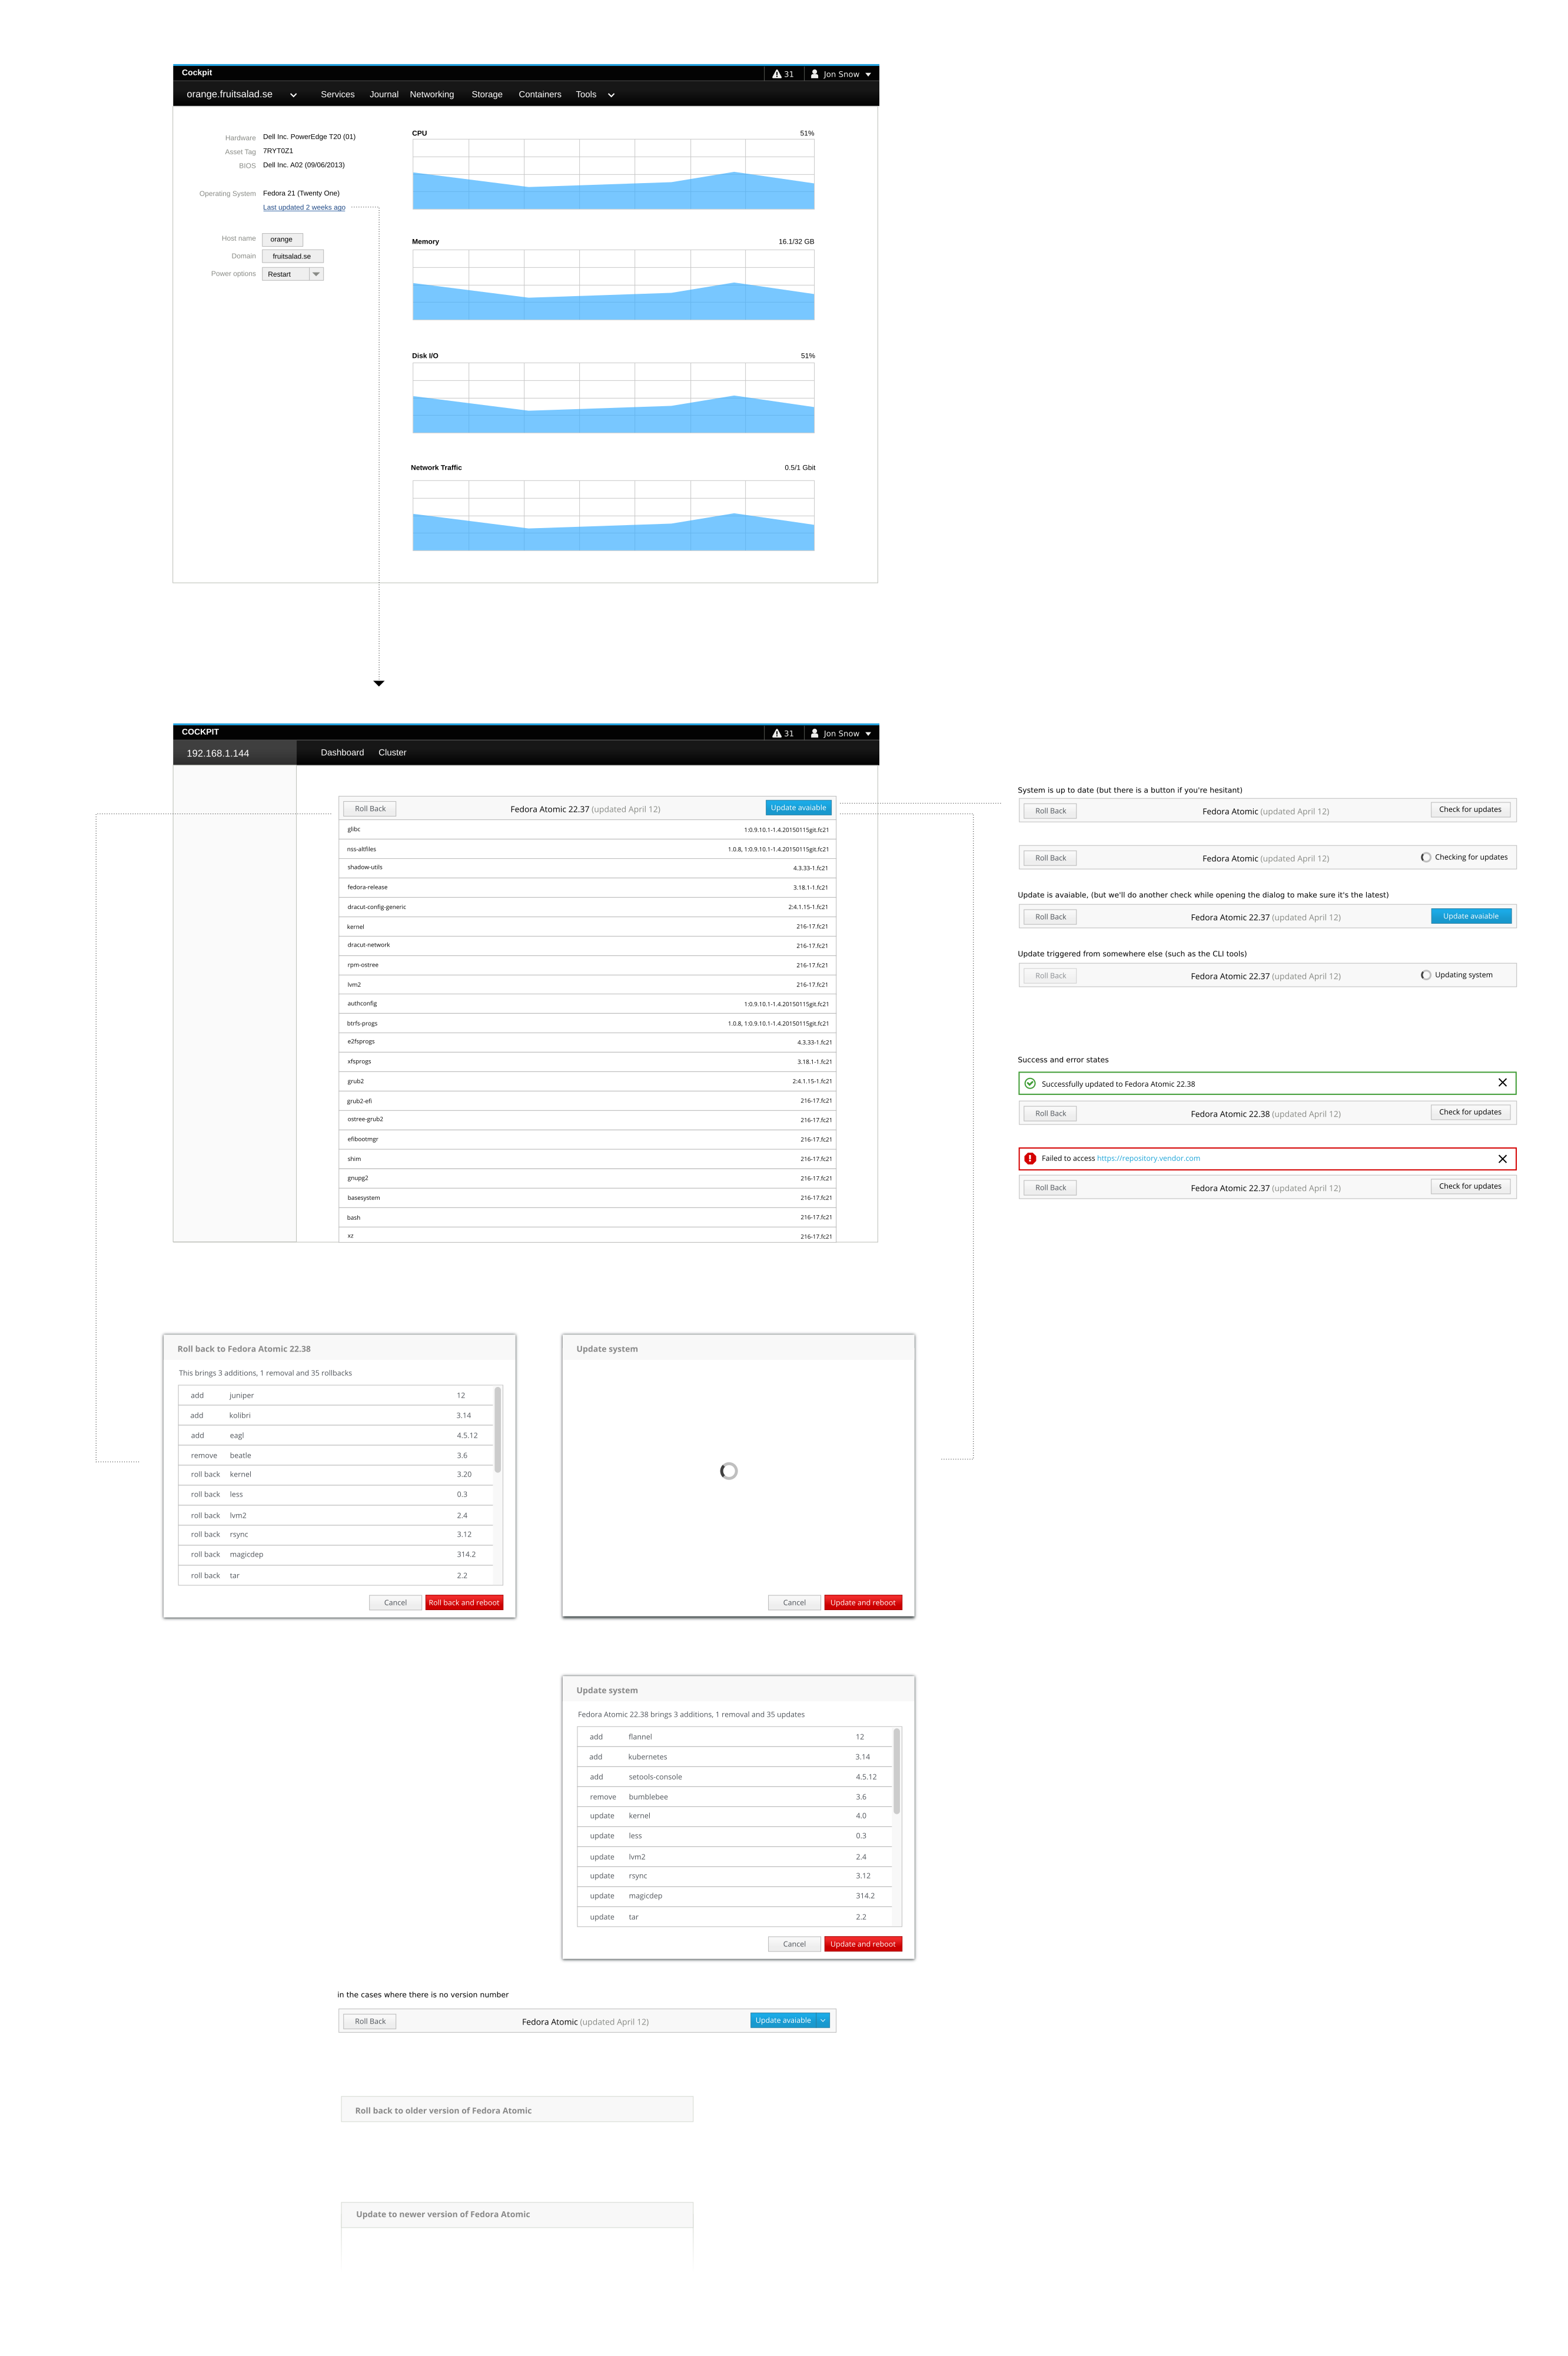 Cockpit
31
Jon Snow
orange.fruitsalad.se
Services Journal Networking Storage Containers Tools
Hardware Dell Inc. PowerEdge T20 (01)
Asset Tag 7RYT0Z1
BIOS Dell Inc. A02 (09/06/2013)
Operating System Fedora 21 (Twenty One)
Last updated 2 weeks ago
Host name orange
Domain fruitsalad.se
Power options Restart
CPU 51%
Memory 16.1/32 GB
Disk I/O 51%
Network Traffic 0.5/1 Gbit
COCKPIT
31
Jon Snow
192.168.1.144
Dashboard Cluster
Roll Back Fedora Atomic 22.37 (updated April 12) Update avaiable
glibc 1:0.9.10.1-1.4.20150115git.fc21
nss-altfiles 1.0.8, 1:0.9.10.1-1.4.20150115git.fc21
shadow-utils 4.3.33-1.fc21
fedora-release 3.18.1-1.fc21
dracut-config-generic 2:4.1.15-1.fc21
kernel 216-17.fc21
dracut-network 216-17.fc21
rpm-ostree 216-17.fc21
lvm2 216-17.fc21
authconfig 1:0.9.10.1-1.4.20150115git.fc21
btrfs-progs 1.0.8, 1:0.9.10.1-1.4.20150115git.fc21
e2fsprogs 4.3.33-1.fc21
xfsprogs 3.18.1-1.fc21
grub2 2:4.1.15-1.fc21
grub2-efi 216-17.fc21
ostree-grub2 216-17.fc21
efibootmgr 216-17.fc21
shim 216-17.fc21
gnupg2 216-17.fc21
basesystem 216-17.fc21
bash 216-17.fc21
xz 216-17.fc21
System is up to date (but there is a button if you're hesitant)
Roll Back Fedora Atomic (updated April 12) Check for updates
Roll Back Fedora Atomic (updated April 12) Checking for updates
Update is avaiable, (but we'll do another check while opening the dialog to make sure it's the latest)
Roll Back Fedora Atomic 22.37 (updated April 12) Update avaiable
Update triggered from somewhere else (such as the CLI tools)
Roll Back Fedora Atomic 22.37 (updated April 12) Updating system
Success and error states
Successfully updated to Fedora Atomic 22.38
Roll Back Fedora Atomic 22.38 (updated April 12) Check for updates
Failed to access https://repository.vendor.com
Roll Back Fedora Atomic 22.37 (updated April 12) Check for updates
Roll back to Fedora Atomic 22.38
This brings 3 additions, 1 removal and 35 rollbacks
add juniper 12
add kolibri 3.14
add eagl 4.5.12
remove beatle 3.6
roll back kernel 3.20
roll back less 0.3
roll back lvm2 2.4
roll back rsync 3.12
roll back magicdep 314.2
roll back tar 2.2
Cancel Roll back and reboot
Update system
Cancel Update and reboot
Update system
Fedora Atomic 22.38 brings 3 additions, 1 removal and 35 updates
add flannel 12
add kubernetes 3.14
add setools-console 4.5.12
remove bumblebee 3.6
update kernel 4.0
update less 0.3
update lvm2 2.4
update rsync 3.12
update magicdep 314.2
update tar 2.2
Cancel Update and reboot
in the cases where there is no version number
Roll Back Fedora Atomic (updated April 12) Update avaiable
Roll back to older version of Fedora Atomic
Update to newer version of Fedora Atomic